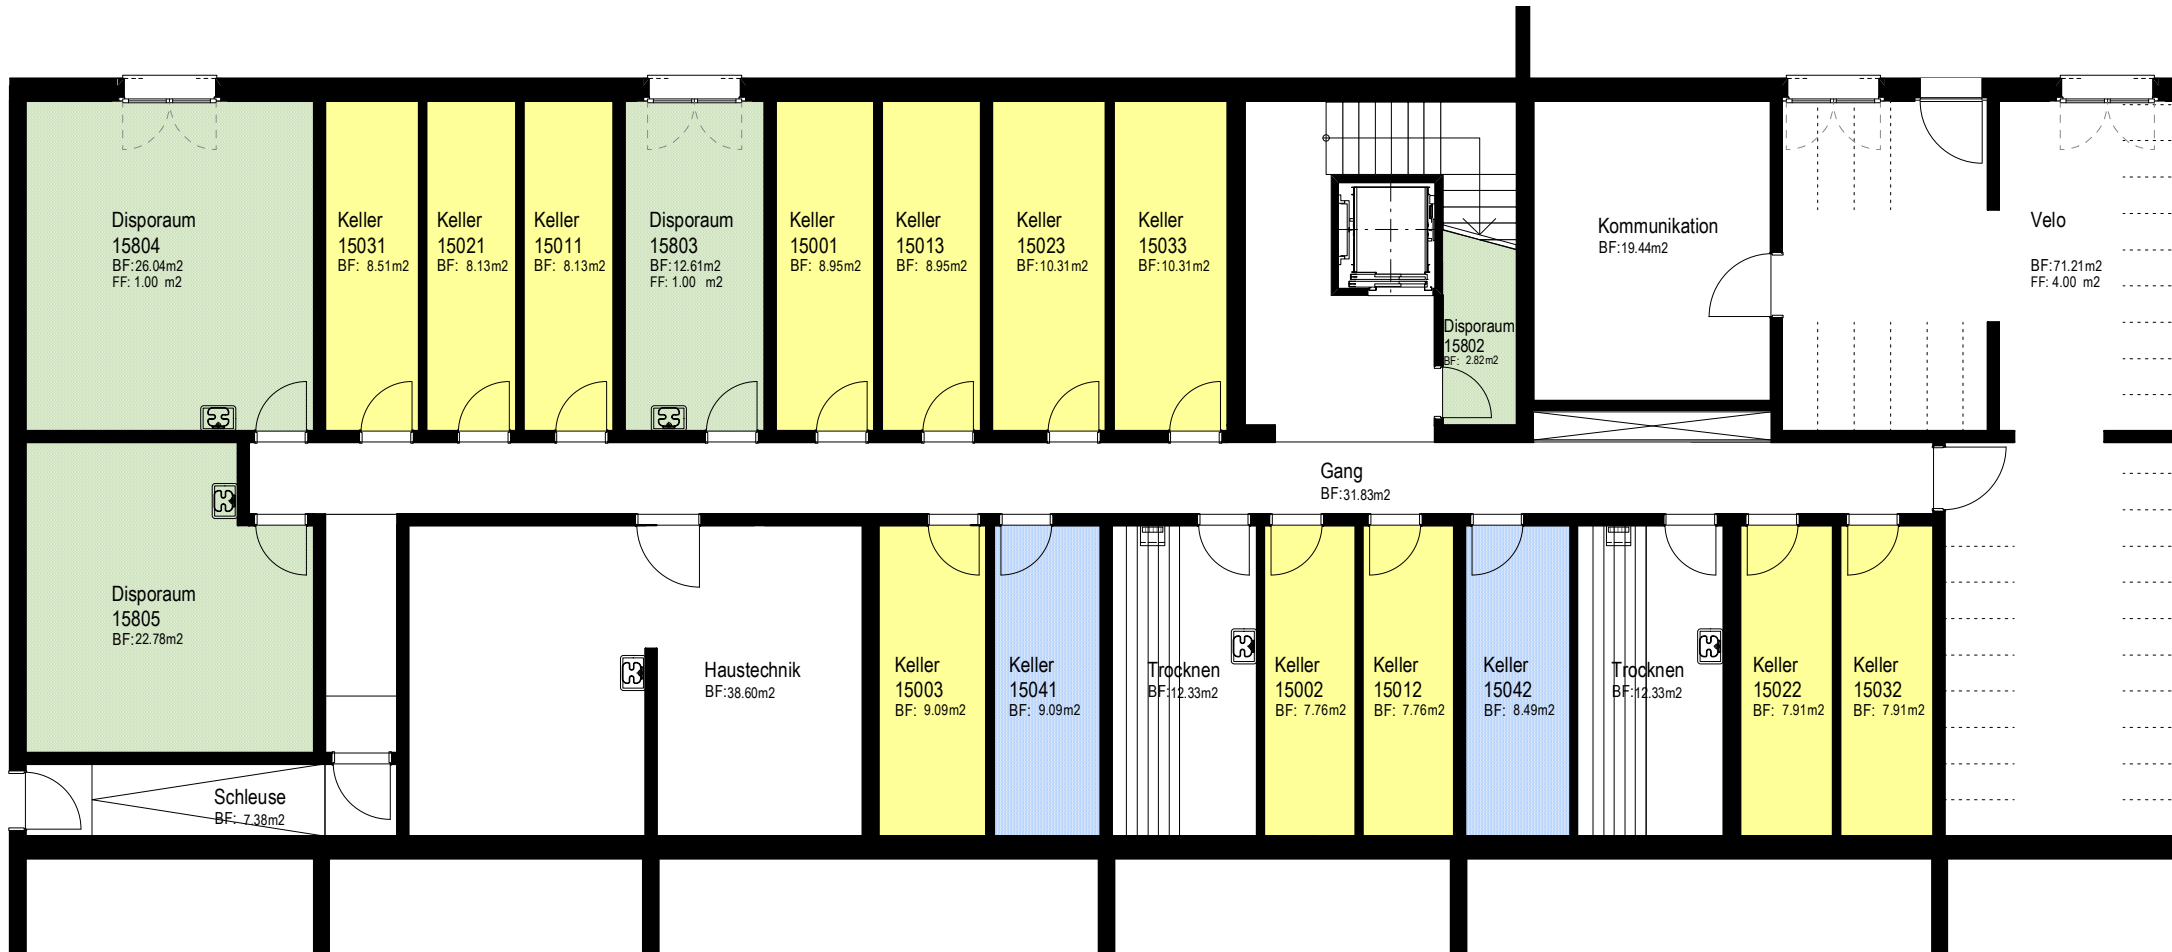 Disporaum
15804
BF:26.04m2
FF: 1.00 m2
Keller
15031
BF: 8.51m2
Keller
15021
BF: 8.13m2
Keller
15011
BF: 8.13m2
Disporaum
15803
BF:12.61m2
FF: 1.00 m2
Keller
15001
BF: 8.95m2
Keller
15013
BF: 8.95m2
Keller
15023
BF:10.31m2
Keller
15033
BF:10.31m2
Disporaum
15802
BF: 2.82m2
Kommunikation
BF:19.44m2
Velo
BF:71.21m2
FF: 4.00 m2
Gang
BF:31.83m2
Disporaum
15805
BF:22.78m2
Schleuse
BF: 7.38m2
Haustechnik
BF:38.60m2
Keller
15003
BF: 9.09m2
Keller
15041
BF: 9.09m2
Trocknen
BF:12.33m2
Keller
15002
BF: 7.76m2
Keller
15012
BF: 7.76m2
Keller
15042
BF: 8.49m2
Trocknen
BF:12.33m2
Keller
15022
BF: 7.91m2
Keller
15032
BF: 7.91m2